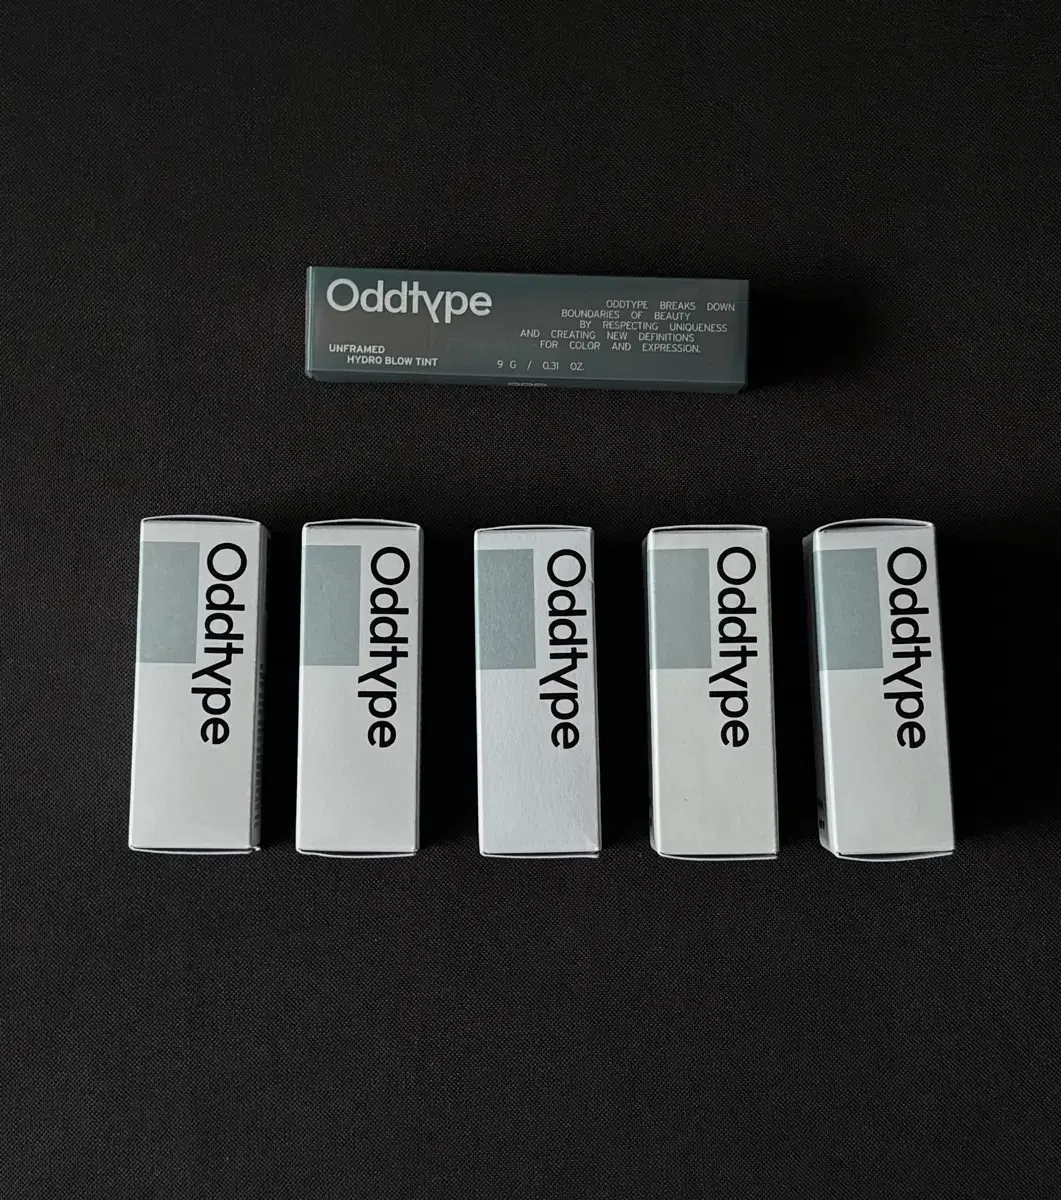 Oddtype
ODDTYPE BREAKS DOWN
BOUNDARIES OF BEAUTY
BY RESPECTING UNIQUENESS
AND CREATING NEW DEFINITIONS
FOR COLOR AND EXPRESSION.
UNFRAMED
HYDRO BLOW TINT
9 G / 0.31 OZ.
Oddtype
Oddtype
Oddtype
Oddtype
Oddtype